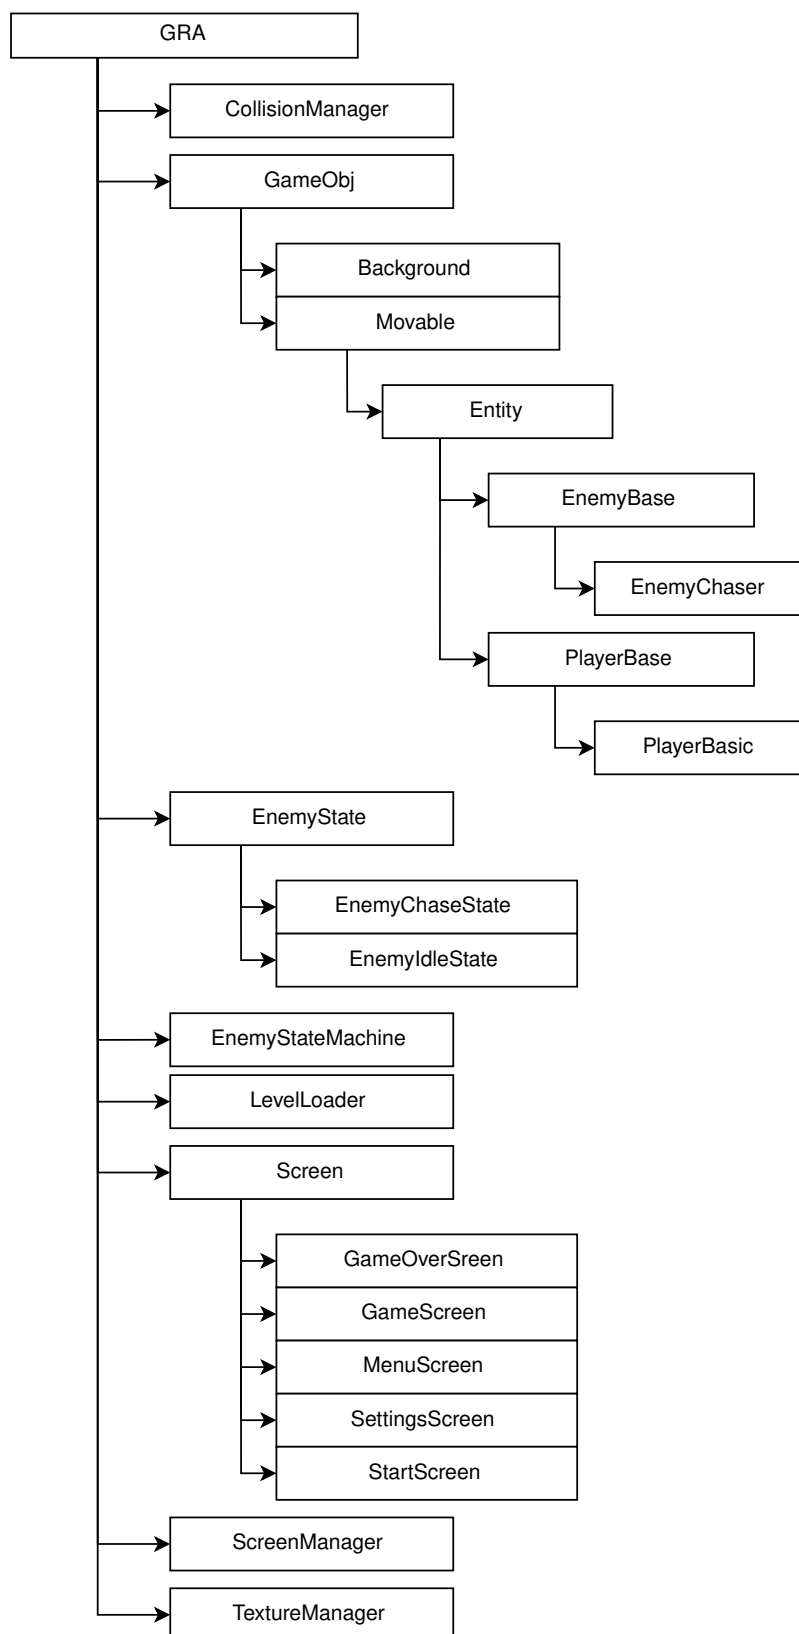 GRA
CollisionManager
GameObj
Background
Movable
Entity
EnemyBase
EnemyChaser
PlayerBase
PlayerBasic
EnemyState
EnemyChaseState
EnemyIdleState
EnemyStateMachine
LevelLoader
Screen
GameOverSreen
GameScreen
MenuScreen
SettingsScreen
StartScreen
ScreenManager
TextureManager